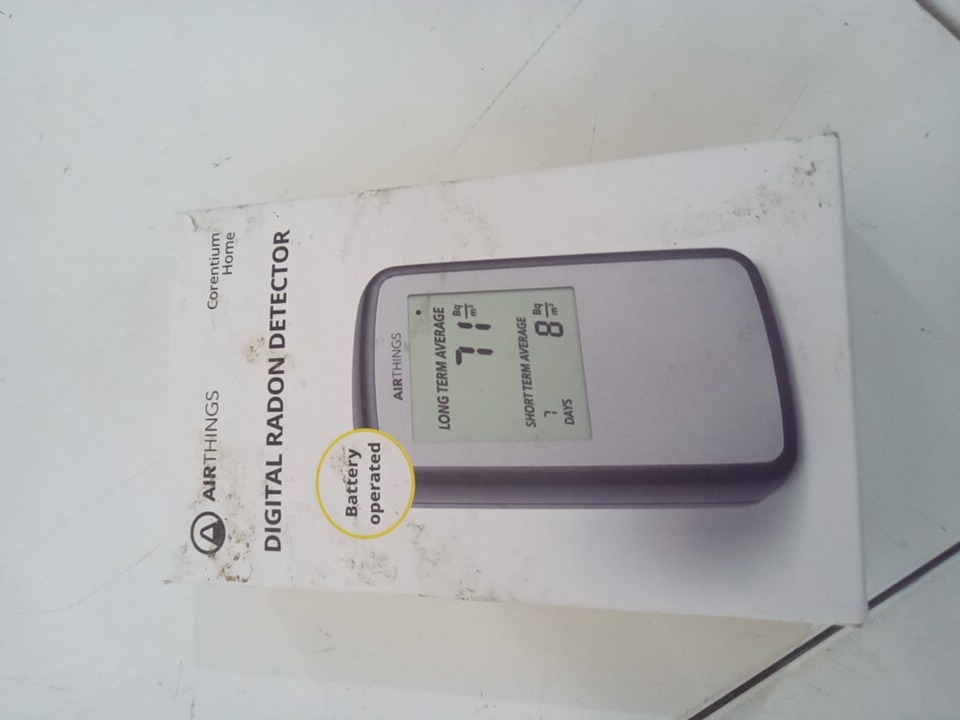 AIRTHINGS
Corentium
Home
DIGITAL RADON DETECTOR
Battery
operated
AIRTHINGS
LONG TERM AVERAGE
71 Bq/m³
SHORT TERM AVERAGE
7
DAYS
8 Bq/m³